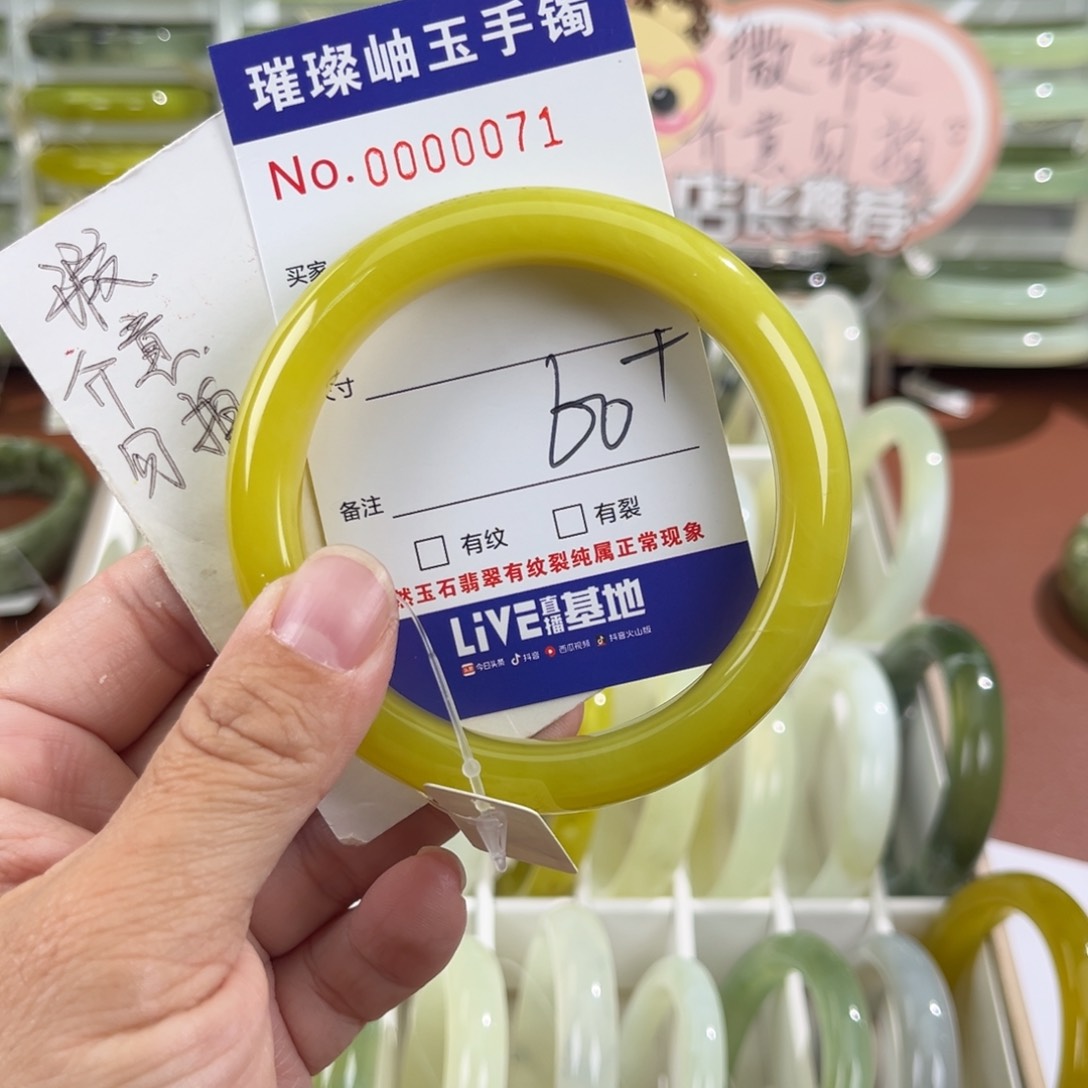 璀璨岫玉手镯
No.0000071
买家
寸
60+
备注
有纹
有裂
然玉石翡翠有纹裂纯属正常现象
LiVE直播基地
今日头条 抖音 西瓜视频 抖音火山版
瑕
介意
勿拍
微瑕
介意勿拍
店长推荐